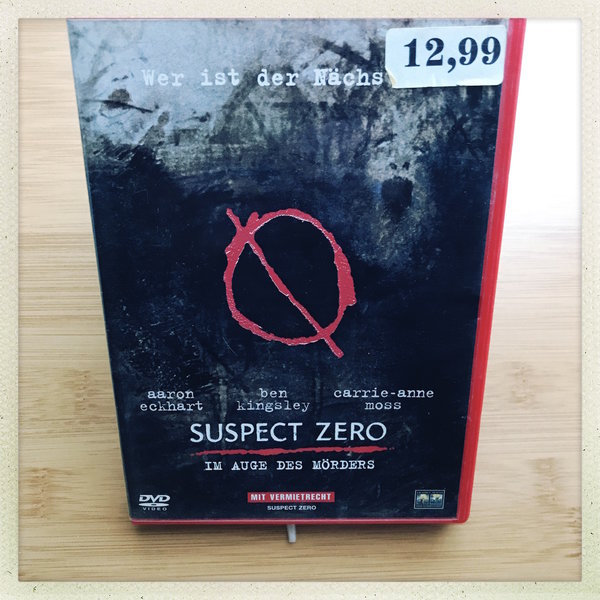 12,99
Wer ist der Nächs
aaron eckhart
ben kingsley
carrie-anne moss
SUSPECT ZERO
IM AUGE DES MÖRDERS
DVD
VIDEO
MIT VERMIETRECHT
SUSPECT ZERO